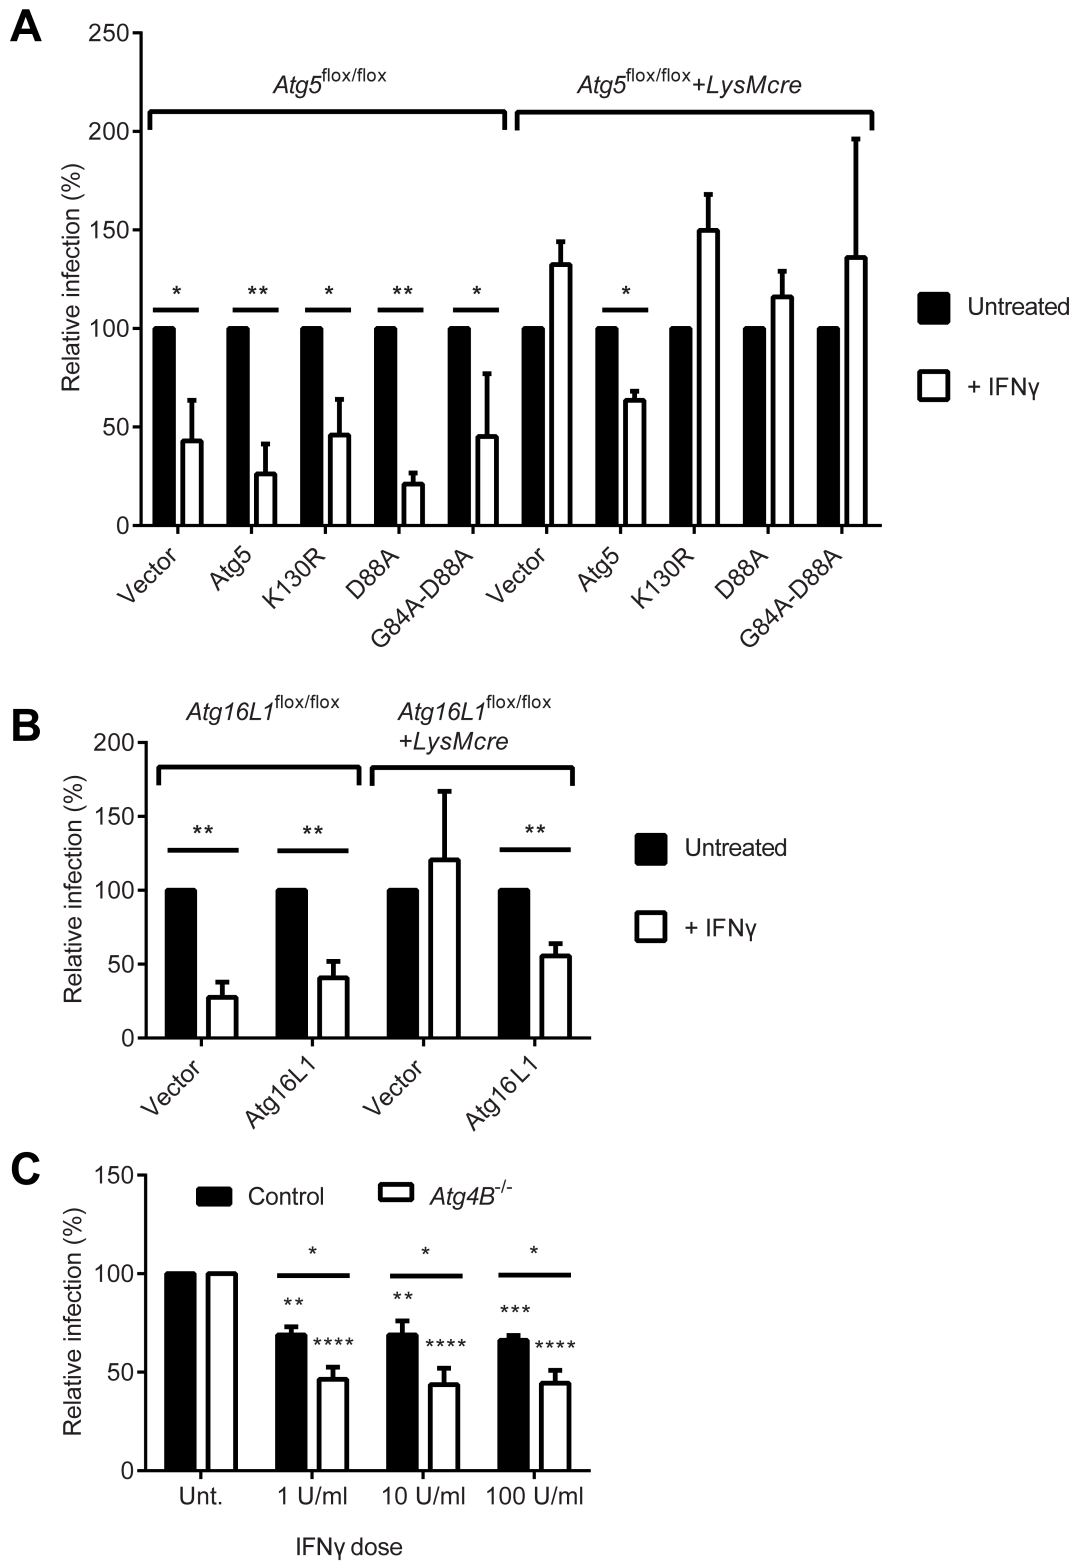 A
250
200
150
100
50
0
Relative infection (%)
Atg5flox/flox
Atg5flox/flox+LysMcre
* ** * ** * *
Untreated
+ IFNγ
Vector Atg5 K130R D88A G84A-D88A Vector Atg5 K130R D88A G84A-D88A
B
200
150
100
50
0
Relative infection (%)
Atg16L1flox/flox
Atg16L1flox/flox
+LysMcre
** ** **
Untreated
+ IFNγ
Vector Atg16L1 Vector Atg16L1
C
150
100
50
0
Relative infection (%)
Control Atg4B-/-
* * *
** ** ***
**** **** ****
Unt. 1 U/ml 10 U/ml 100 U/ml
IFNγ dose